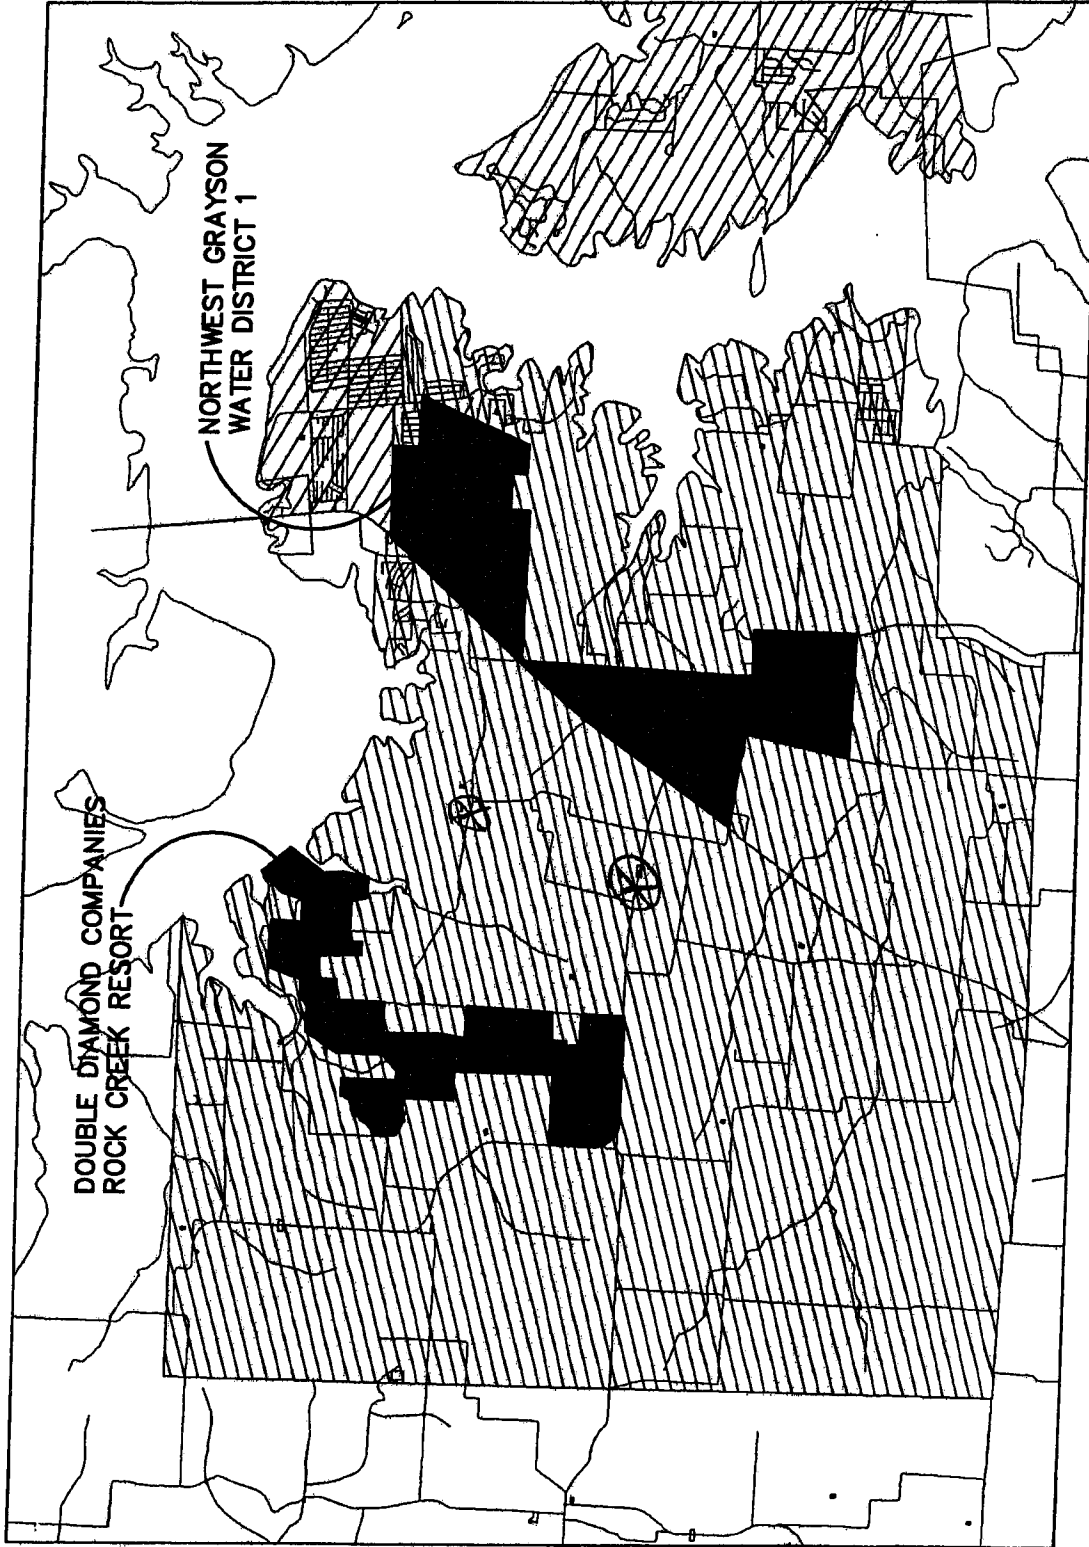 NORTHWEST GRAYSON
WATER DISTRICT 1
DOUBLE DIAMOND COMPANIES
ROCK CREEK RESORT